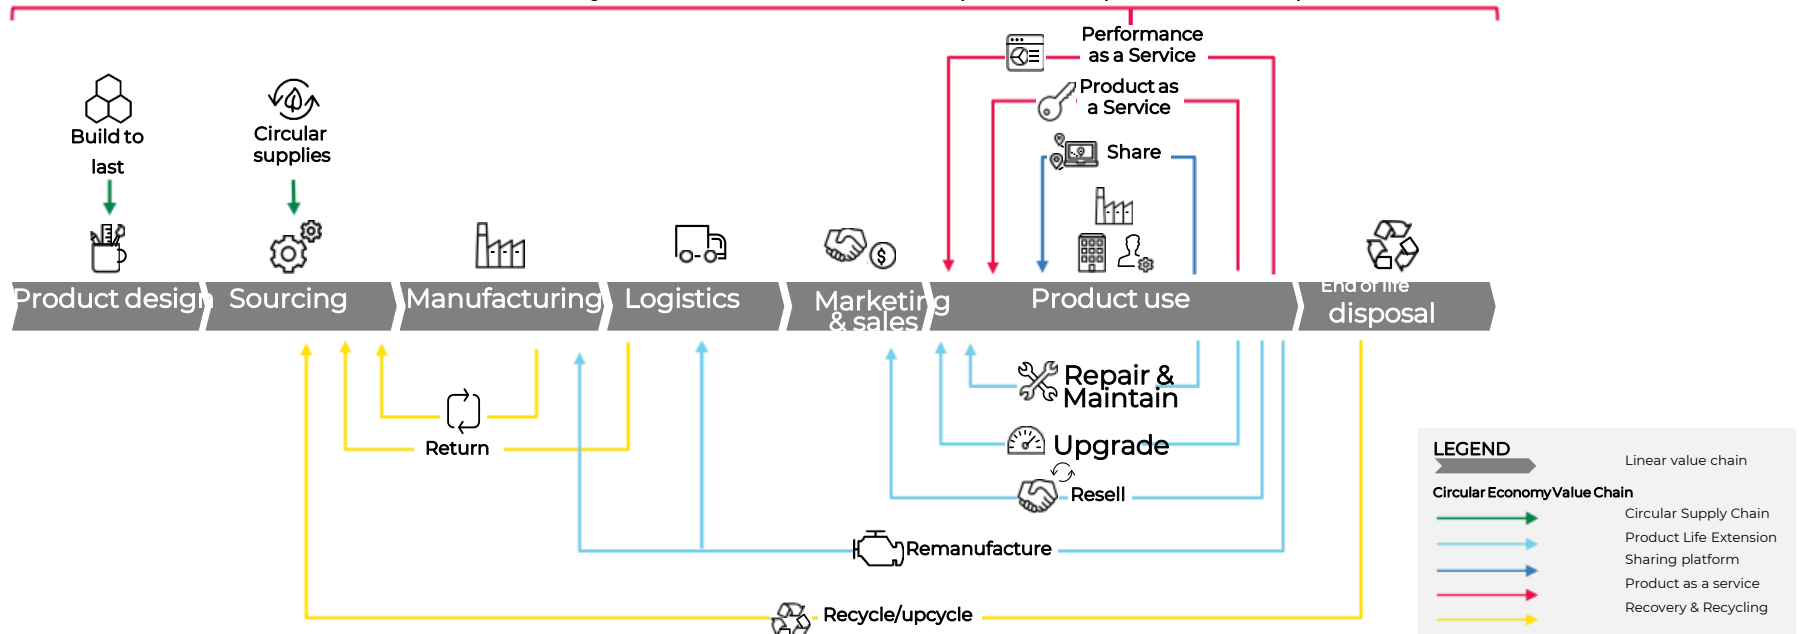 Performance
as a Service
Product as
a Service
Build to
last
Circular
supplies
Share
Product design
Sourcing
Manufacturing
Logistics
Marketing
& sales
Product use
End of life
disposal
Repair &
Maintain
Return
Upgrade
Resell
Remanufacture
Recycle/upcycle
LEGEND
Linear value chain
Circular Economy Value Chain
Circular Supply Chain
Product Life Extension
Sharing platform
Product as a service
Recovery & Recycling